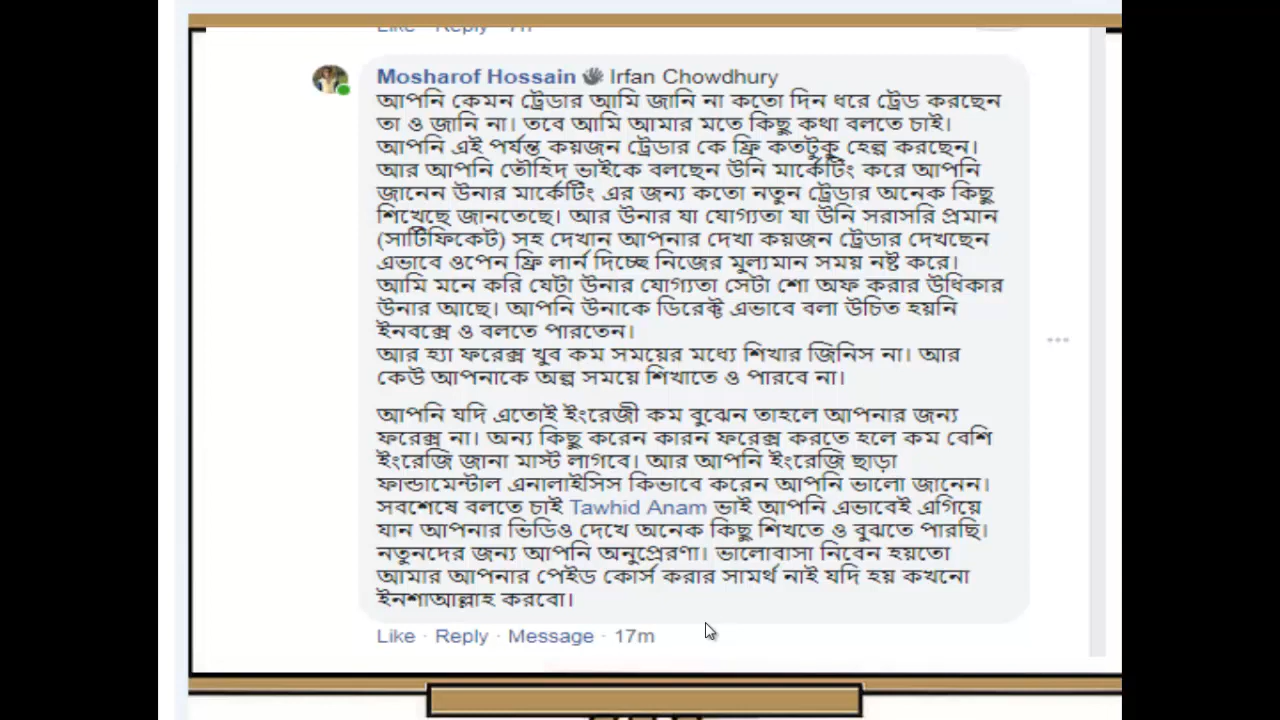 Like · Reply · 7m
Mosharof Hossain 👋 Irfan Chowdhury
আপনি কেমন ট্রেডার আমি জানি না কতো দিন ধরে ট্রেড করছেন
তা ও জানি না। তবে আমি আমার মতে কিছু কথা বলতে চাই।
আপনি এই পর্যন্ত কয়জন ট্রেডার কে ফ্রি কতটুকু হেল্প করছেন।
আর আপনি তৌহিদ ভাইকে বলছেন উনি মার্কেটিং করে আপনি
জানেন উনার মার্কেটিং এর জন্য কতো নতুন ট্রেডার অনেক কিছু
শিখেছে জানতেছে। আর উনার যা যোগ্যতা যা উনি সরাসরি প্রমান
(সার্টিফিকেট) সহ দেখান আপনার দেখা কয়জন ট্রেডার দেখছেন
এভাবে ওপেন ফ্রি লার্ন দিচ্ছে নিজের মুল্যমান সময় নষ্ট করে।
আমি মনে করি যেটা উনার যোগ্যতা সেটা শো অফ করার উধিকার
উনার আছে। আপনি উনাকে ডিরেক্ট এভাবে বলা উচিত হয়নি
ইনবক্সে ও বলতে পারতেন।
আর হ্যা ফরেক্স খুব কম সময়ের মধ্যে শিখার জিনিস না। আর
কেউ আপনাকে অল্প সময়ে শিখাতে ও পারবে না।
আপনি যদি এতোই ইংরেজী কম বুঝেন তাহলে আপনার জন্য
ফরেক্স না। অন্য কিছু করেন কারন ফরেক্স করতে হলে কম বেশি
ইংরেজি জানা মাস্ট লাগবে। আর আপনি ইংরেজি ছাড়া
ফান্ডামেন্টাল এনালাইসিস কিভাবে করেন আপনি ভালো জানেন।
সবশেষে বলতে চাই Tawhid Anam ভাই আপনি এভাবেই এগিয়ে
যান আপনার ভিডিও দেখে অনেক কিছু শিখতে ও বুঝতে পারছি।
নতুনদের জন্য আপনি অনুপ্রেরণা। ভালোবাসা নিবেন হয়তো
আমার আপনার পেইড কোর্স করার সামর্থ নাই যদি হয় কখনো
ইনশাআল্লাহ করবো।
Like · Reply · Message · 17m